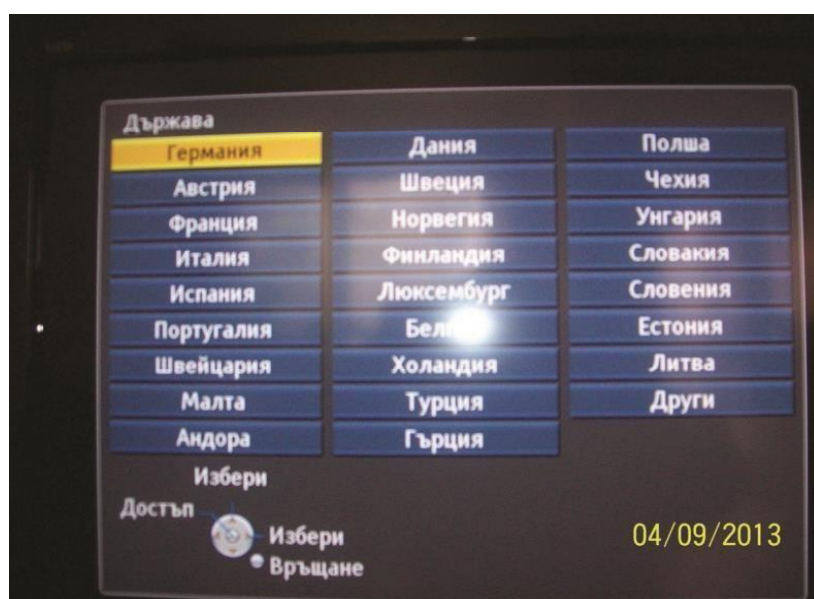 Държава
Германия Дания Полша
Австрия Швеция Чехия
Франция Норвегия Унгария
Италия Финландия Словакия
Испания Люксембург Словения
Португалия Естония
Швейцария Холандия Литва
Малта Турция Други
Андора Гърция
Избери
Достъп
Избери
Връщане
04/09/2013